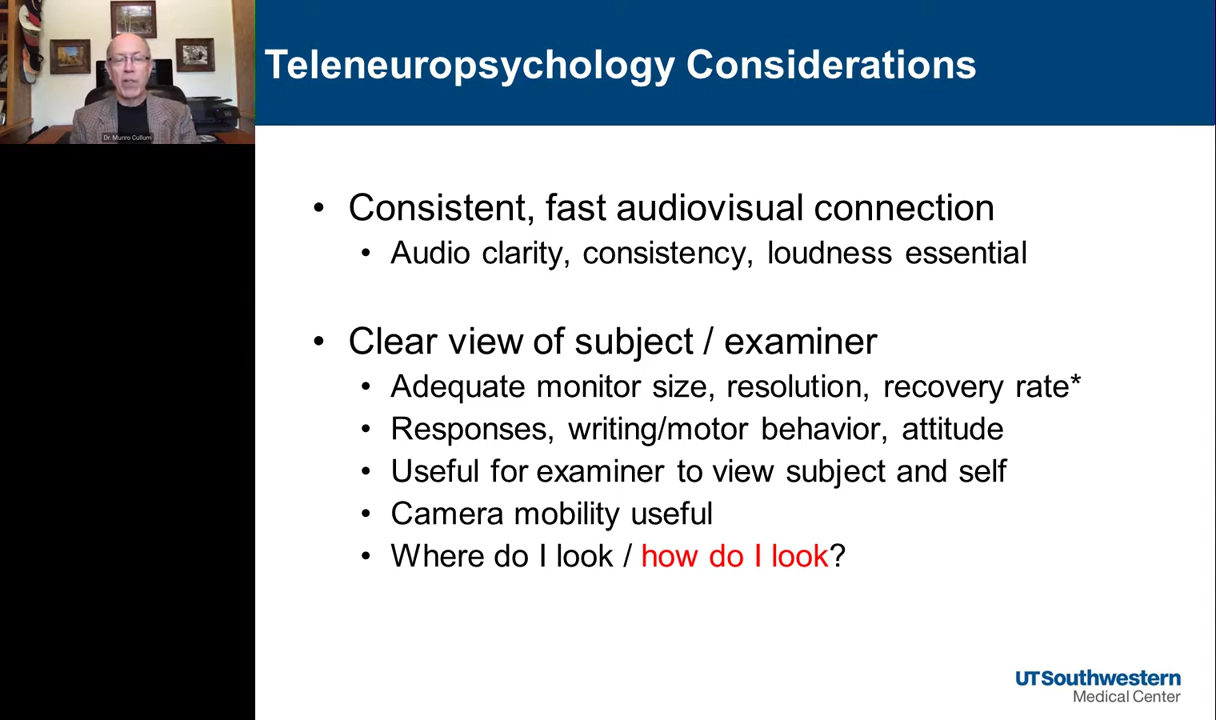 Dr. Munro Cullum
Teleneuropsychology Considerations
• Consistent, fast audiovisual connection
• Audio clarity, consistency, loudness essential
• Clear view of subject / examiner
• Adequate monitor size, resolution, recovery rate*
• Responses, writing/motor behavior, attitude
• Useful for examiner to view subject and self
• Camera mobility useful
• Where do I look / how do I look?
UTSouthwestern
Medical Center